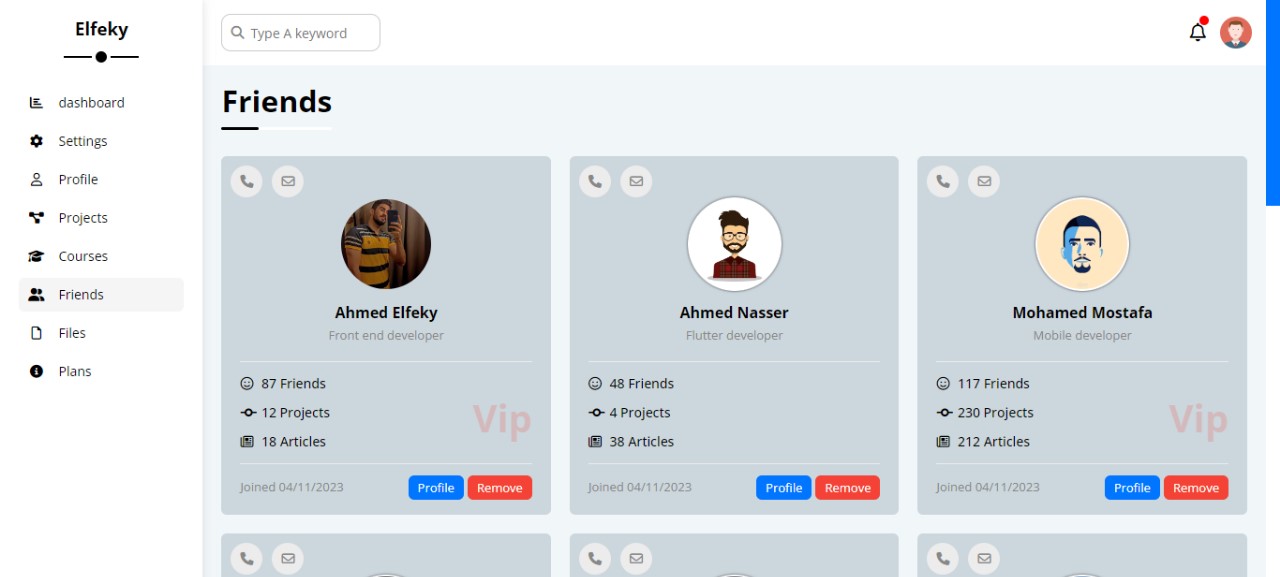 Elfeky
Type A keyword
dashboard
Settings
Profile
Projects
Courses
Friends
Files
Plans
Friends
Ahmed Elfeky
Front end developer
87 Friends
12 Projects
18 Articles
Vip
Joined 04/11/2023
Profile
Remove
Ahmed Nasser
Flutter developer
48 Friends
4 Projects
38 Articles
Joined 04/11/2023
Profile
Remove
Mohamed Mostafa
Mobile developer
117 Friends
230 Projects
212 Articles
Vip
Joined 04/11/2023
Profile
Remove